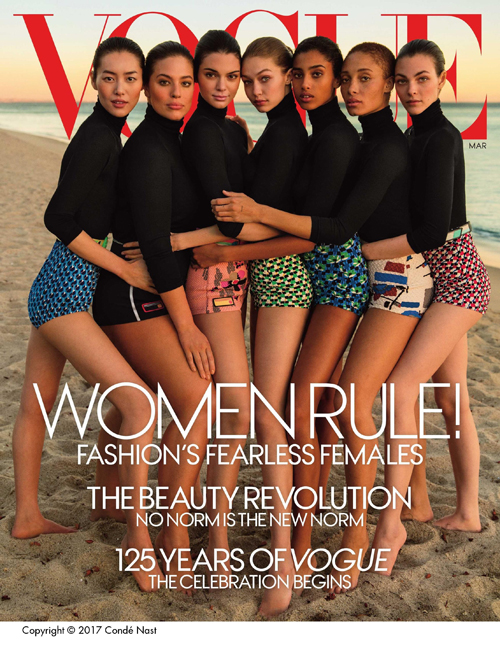 VOGUE
MAR
WOMEN RULE!
FASHION'S FEARLESS FEMALES
THE BEAUTY REVOLUTION
NO NORM IS THE NEW NORM
125 YEARS OF VOGUE
THE CELEBRATION BEGINS
Copyright © 2017 Condé Nast